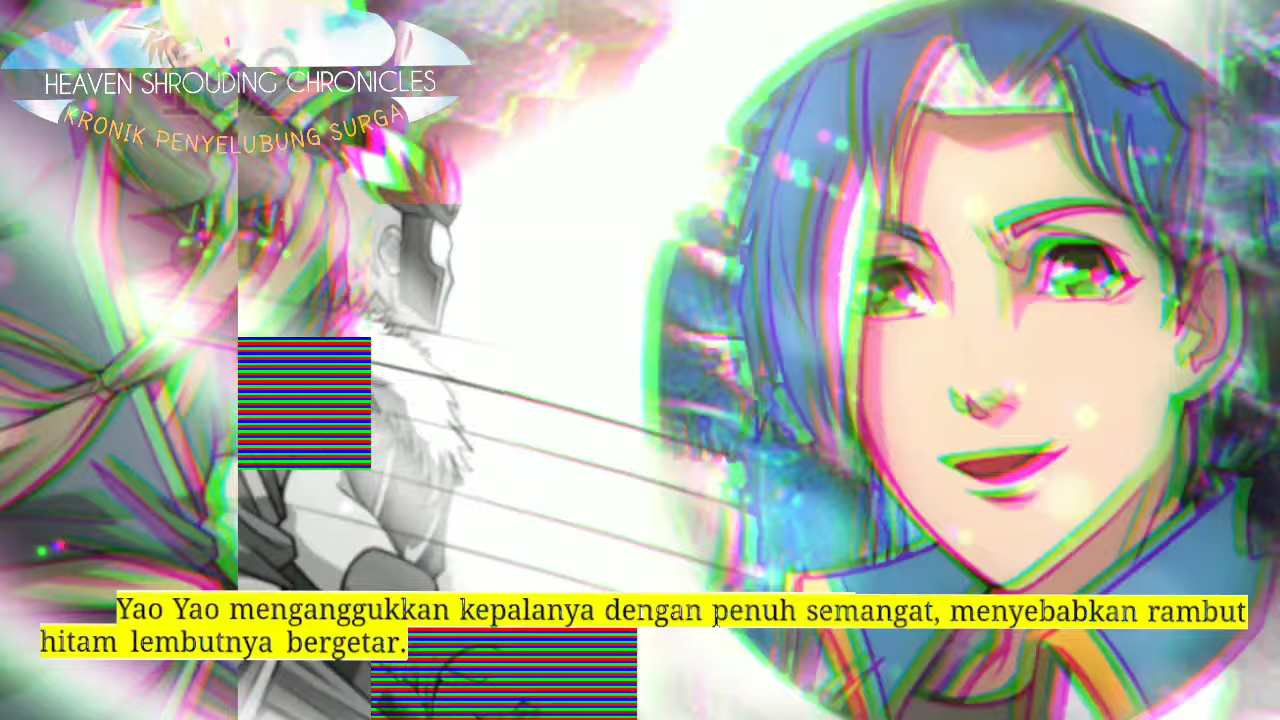 HEAVEN SHROUDING CHRONICLES
KRONIK PENYELUBUNG SURGA
Yao Yao menganggukkan kepalanya dengan penuh semangat, menyebabkan rambut
hitam lembutnya bergetar.